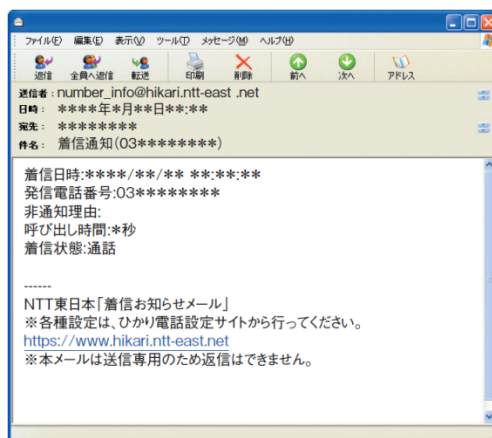 ファイル(F) 編集(E) 表示(V) ツール(T) メッセージ(M) ヘルプ(H)
返信 全員へ返信 転送 印刷 削除 前へ 次へ アドレス
送信者：number_info@hikari.ntt-east .net
日時： ****年*月**日**:**
宛先： ********
件名： 着信通知(03********)
着信日時:****/**/** **:**:**
発信電話番号:03********
非通知理由:
呼び出し時間:*秒
着信状態:通話
------
NTT東日本「着信お知らせメール」
※各種設定は、ひかり電話設定サイトから行ってください。
https://www.hikari.ntt-east.net
※本メールは送信専用のため返信はできません。